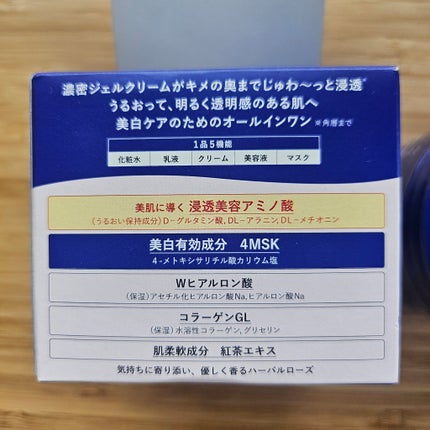 濃密ジェルクリームがキメの奥までじゅわ〜っと浸透*
うるおって、明るく透明感のある肌へ
美白ケアのためのオールインワン ※角層まで
1品5機能
化粧水 乳液 クリーム 美容液 マスク
美肌に導く 浸透美容アミノ酸
(うるおい保持成分)D-グルタミン酸,DL-アラニン,DL-メチオニン
美白有効成分 4MSK
4-メトキシサリチル酸カリウム塩
Wヒアルロン酸
(保湿)アセチル化ヒアルロン酸Na,ヒアルロン酸Na
コラーゲンGL
(保湿)水溶性コラーゲン,グリセリン
肌柔軟成分 紅茶エキス
気持ちに寄り添い、優しく香るハーバルローズ